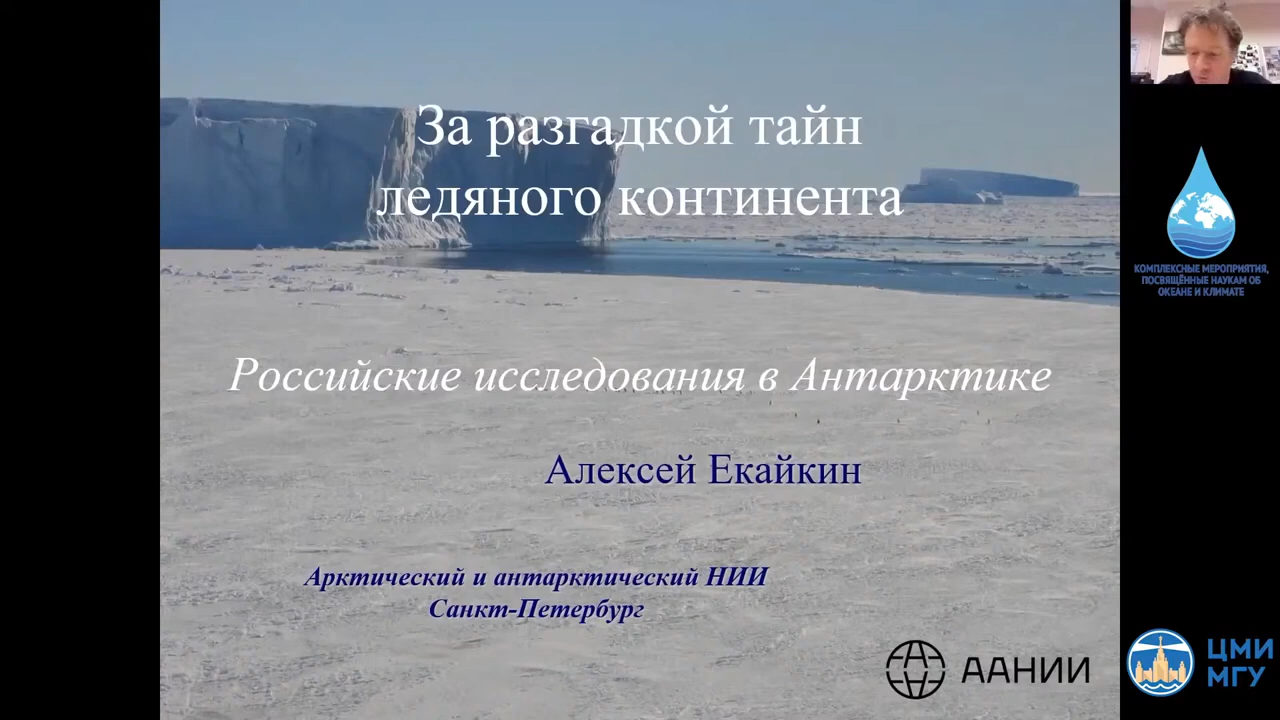 За разгадкой тайн
ледяного континента
Российские исследования в Антарктике
Алексей Екайкин
Арктический и антарктический НИИ
Санкт-Петербург
ААНИИ
КОМПЛЕКСНЫЕ МЕРОПРИЯТИЯ,
ПОСВЯЩЁННЫЕ НАУКАМ ОБ
ОКЕАНЕ И КЛИМАТЕ
ЦМИ
МГУ